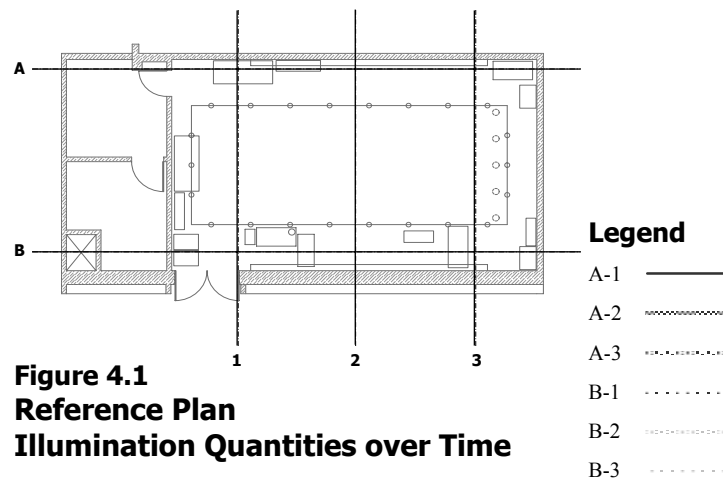 A
B
1
2
3
Figure 4.1
Reference Plan
Illumination Quantities over Time
Legend
A-1
A-2
A-3
B-1
B-2
B-3